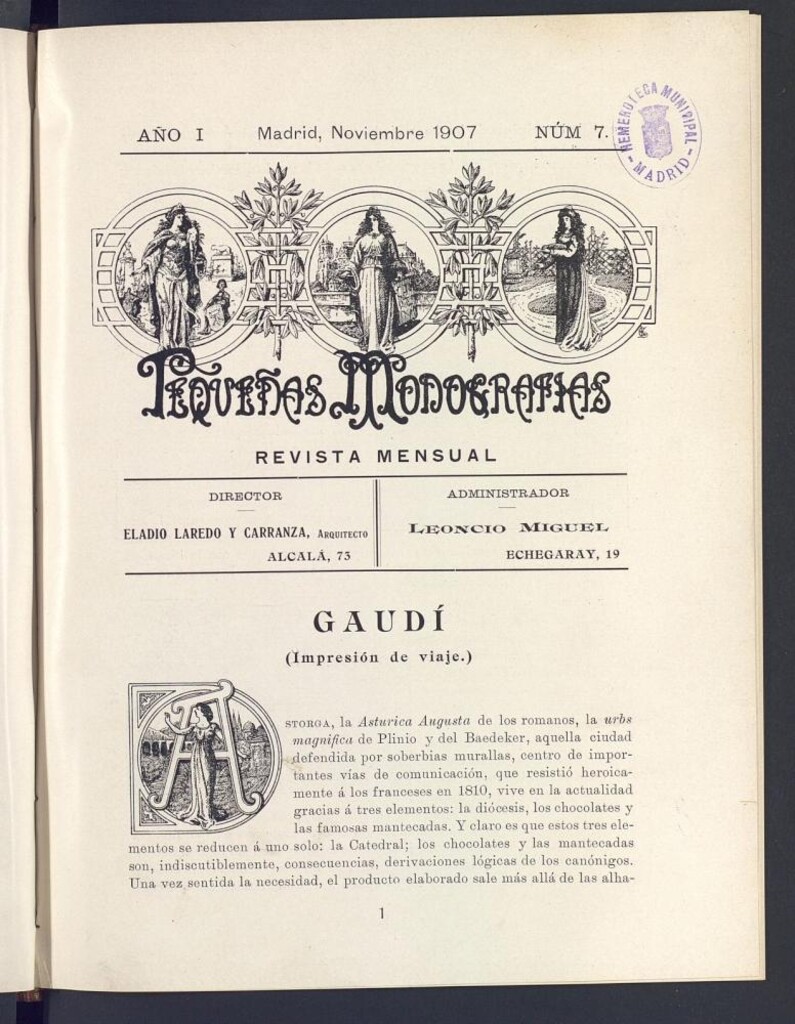 AÑO I Madrid, Noviembre 1907 NÚM 7.
HEMEROTECA MUNICIPAL
- MADRID -
PEQUEÑAS MONOGRAFIAS
REVISTA MENSUAL
DIRECTOR
ELADIO LAREDO Y CARRANZA, ARQUITECTO
ALCALÁ, 73
ADMINISTRADOR
LEONCIO MIGUEL
ECHEGARAY, 19
GAUDÍ
(Impresión de viaje.)
ASTORGA, la Asturica Augusta de los romanos, la urbs
magnifica de Plinio y del Baedeker, aquella ciudad
defendida por soberbias murallas, centro de impor-
tantes vias de comunicación, que resistió heroica-
mente á los franceses en 1810, vive en la actualidad
gracias á tres elementos: la diócesis, los chocolates y
las famosas mantecadas. Y claro es que estos tres ele-
mentos se reducen á uno solo: la Catedral; los chocolates y las mantecadas
son, indiscutiblemente, consecuencias, derivaciones lógicas de los canónigos.
Una vez sentida la necesidad, el producto elaborado sale más allá de las alha-
1